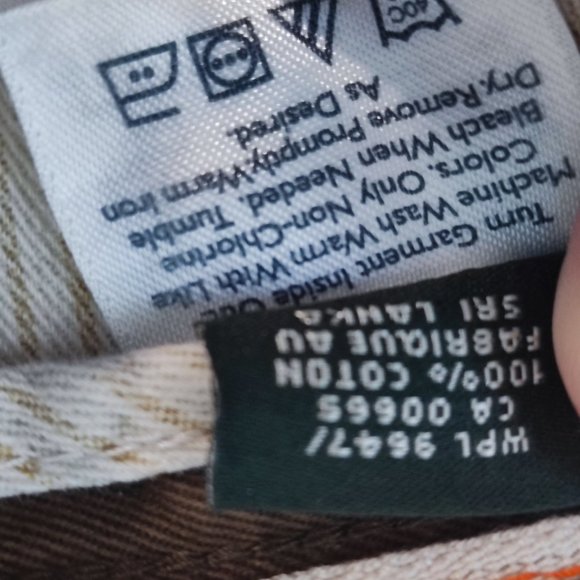 WPL 9647/
CA 00665
100% COTON
FABRIQUE AU
SRI LANKA
Turn Garment Inside Out
Machine Wash Warm With Like
Colors. Only Non-Chlorine
Bleach When Needed. Tumble
Dry. Remove Promptly. Warm Iron
As Desired.
40C